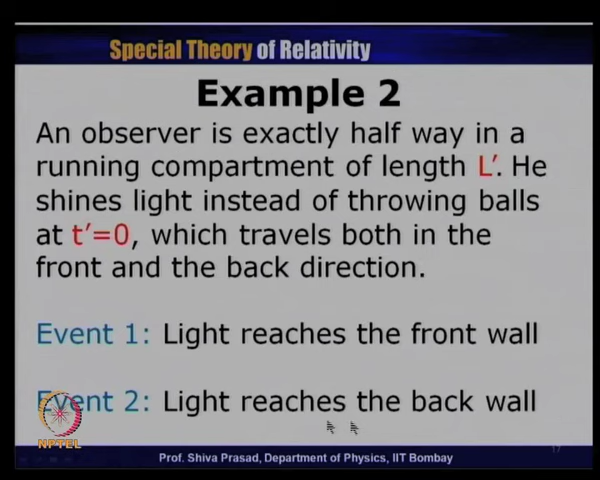 Special Theory of Relativity
Example 2
An observer is exactly half way in a
running compartment of length L′. He
shines light instead of throwing balls
at t′=0, which travels both in the
front and the back direction.
Event 1: Light reaches the front wall
Event 2: Light reaches the back wall
NPTEL
Prof. Shiva Prasad, Department of Physics, IIT Bombay
17